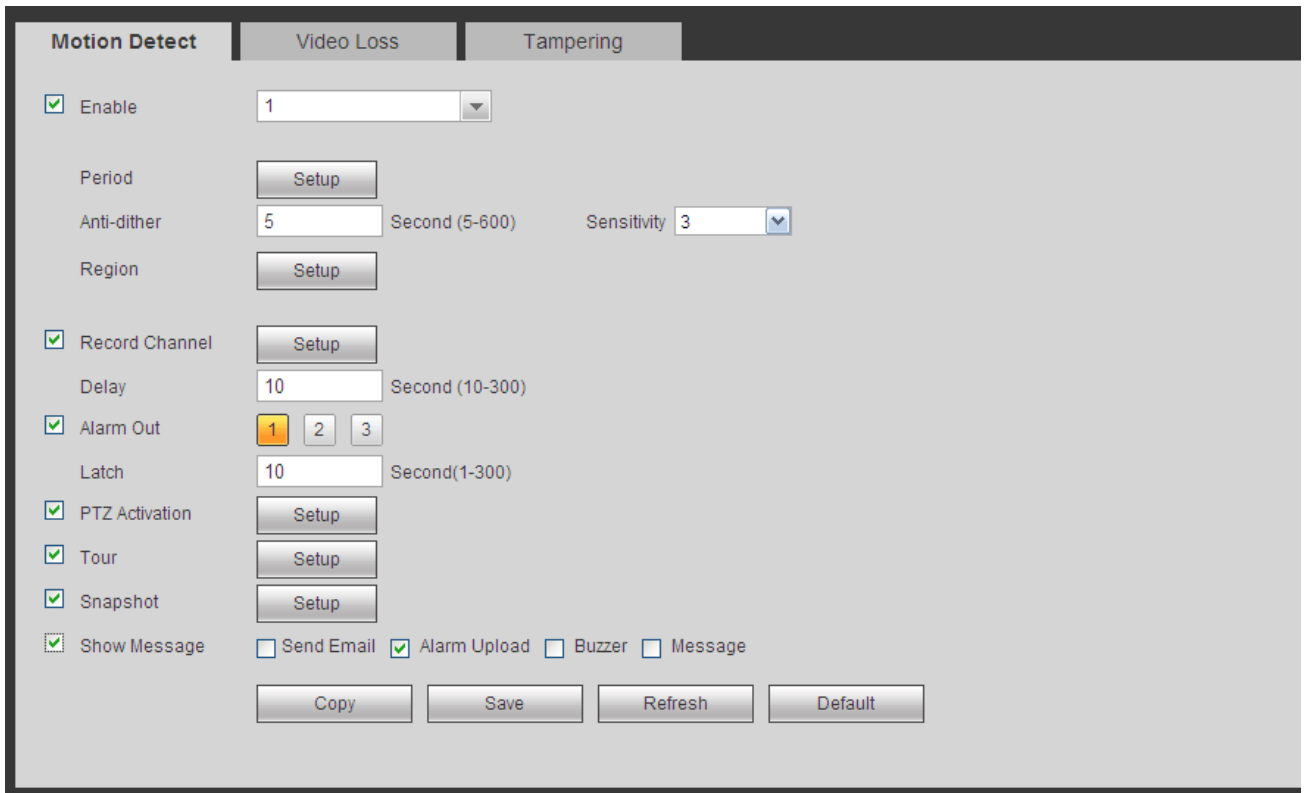 Motion Detect Video Loss Tampering
Enable 1
Period Setup
Anti-dither 5 Second (5-600) Sensitivity 3
Region Setup
Record Channel Setup
Delay 10 Second (10-300)
Alarm Out 1 2 3
Latch 10 Second(1-300)
PTZ Activation Setup
Tour Setup
Snapshot Setup
Show Message Send Email Alarm Upload Buzzer Message
Copy Save Refresh Default